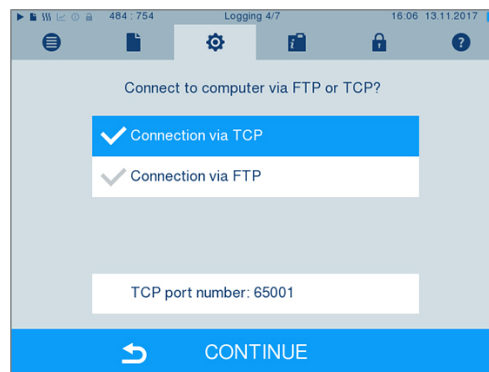 484 : 754 Logging 4/7 16:06 13.11.2017
Connect to computer via FTP or TCP?
Connection via TCP
Connection via FTP
TCP port number: 65001
CONTINUE